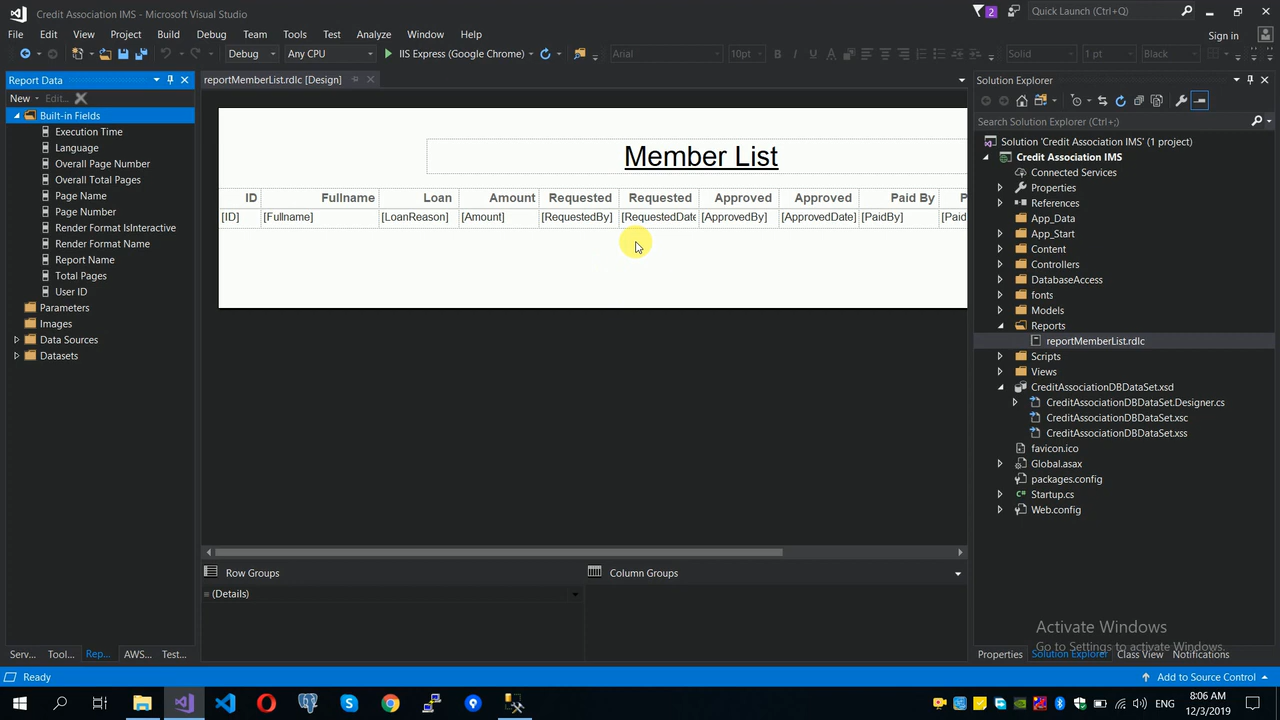 Credit Association IMS - Microsoft Visual Studio
2
Quick Launch (Ctrl+;)
File Edit View Project Build Debug Team Tools Test Analyze Window Help
Sign in
Debug Any CPU IIS Express (Google Chrome) Arial 10pt B I U A Solid 1 pt Black
Report Data
reportMemberList.rdlc [Design]
Solution Explorer
New Edit...
Built-in Fields
Execution Time
Language
Overall Page Number
Overall Total Pages
Page Name
Page Number
Render Format IsInteractive
Render Format Name
Report Name
Total Pages
User ID
Parameters
Images
Data Sources
Datasets
Member List
ID Fullname Loan Amount Requested Requested Approved Approved Paid By P
[ID] [Fullname] [LoanReason] [Amount] [RequestedBy] [RequestedDate [ApprovedBy] [ApprovedDate] [PaidBy] [Paid
Row Groups
Column Groups
(Details)
Search Solution Explorer (Ctrl+;)
Solution 'Credit Association IMS' (1 project)
Credit Association IMS
Connected Services
Properties
References
App_Data
App_Start
Content
Controllers
DatabaseAccess
fonts
Models
Reports
reportMemberList.rdlc
Scripts
Views
CreditAssociationDBDataSet.xsd
CreditAssociationDBDataSet.Designer.cs
CreditAssociationDBDataSet.xsc
CreditAssociationDBDataSet.xss
favicon.ico
Global.asax
packages.config
Startup.cs
Web.config
Activate Windows
Go to Settings to activate Windows.
Serv... Tool... Rep... AWS... Test...
Properties Solution Explorer Class View Notifications
Ready
Add to Source Control
8:06 AM
12/3/2019